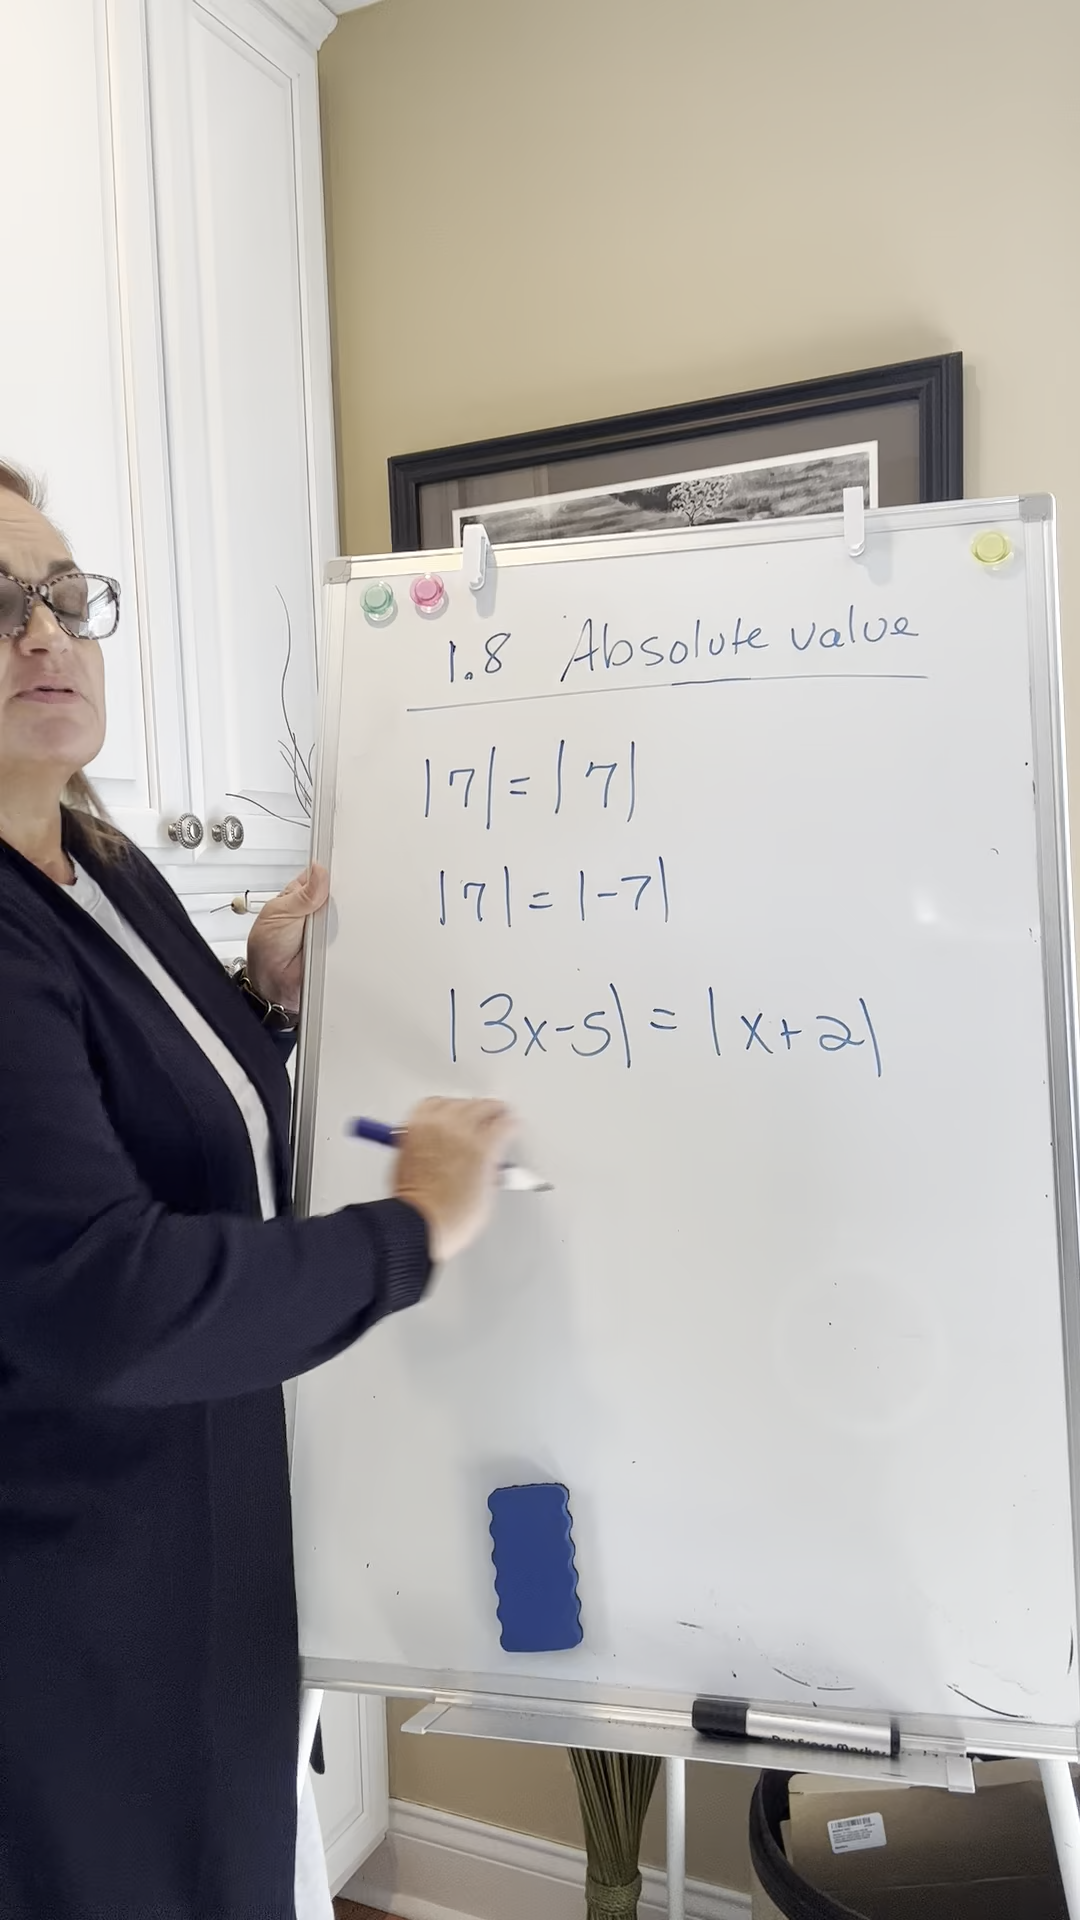 1.8 Absolute value
|7| = |7|
|7| = |-7|
|3x-5| = |x+2|